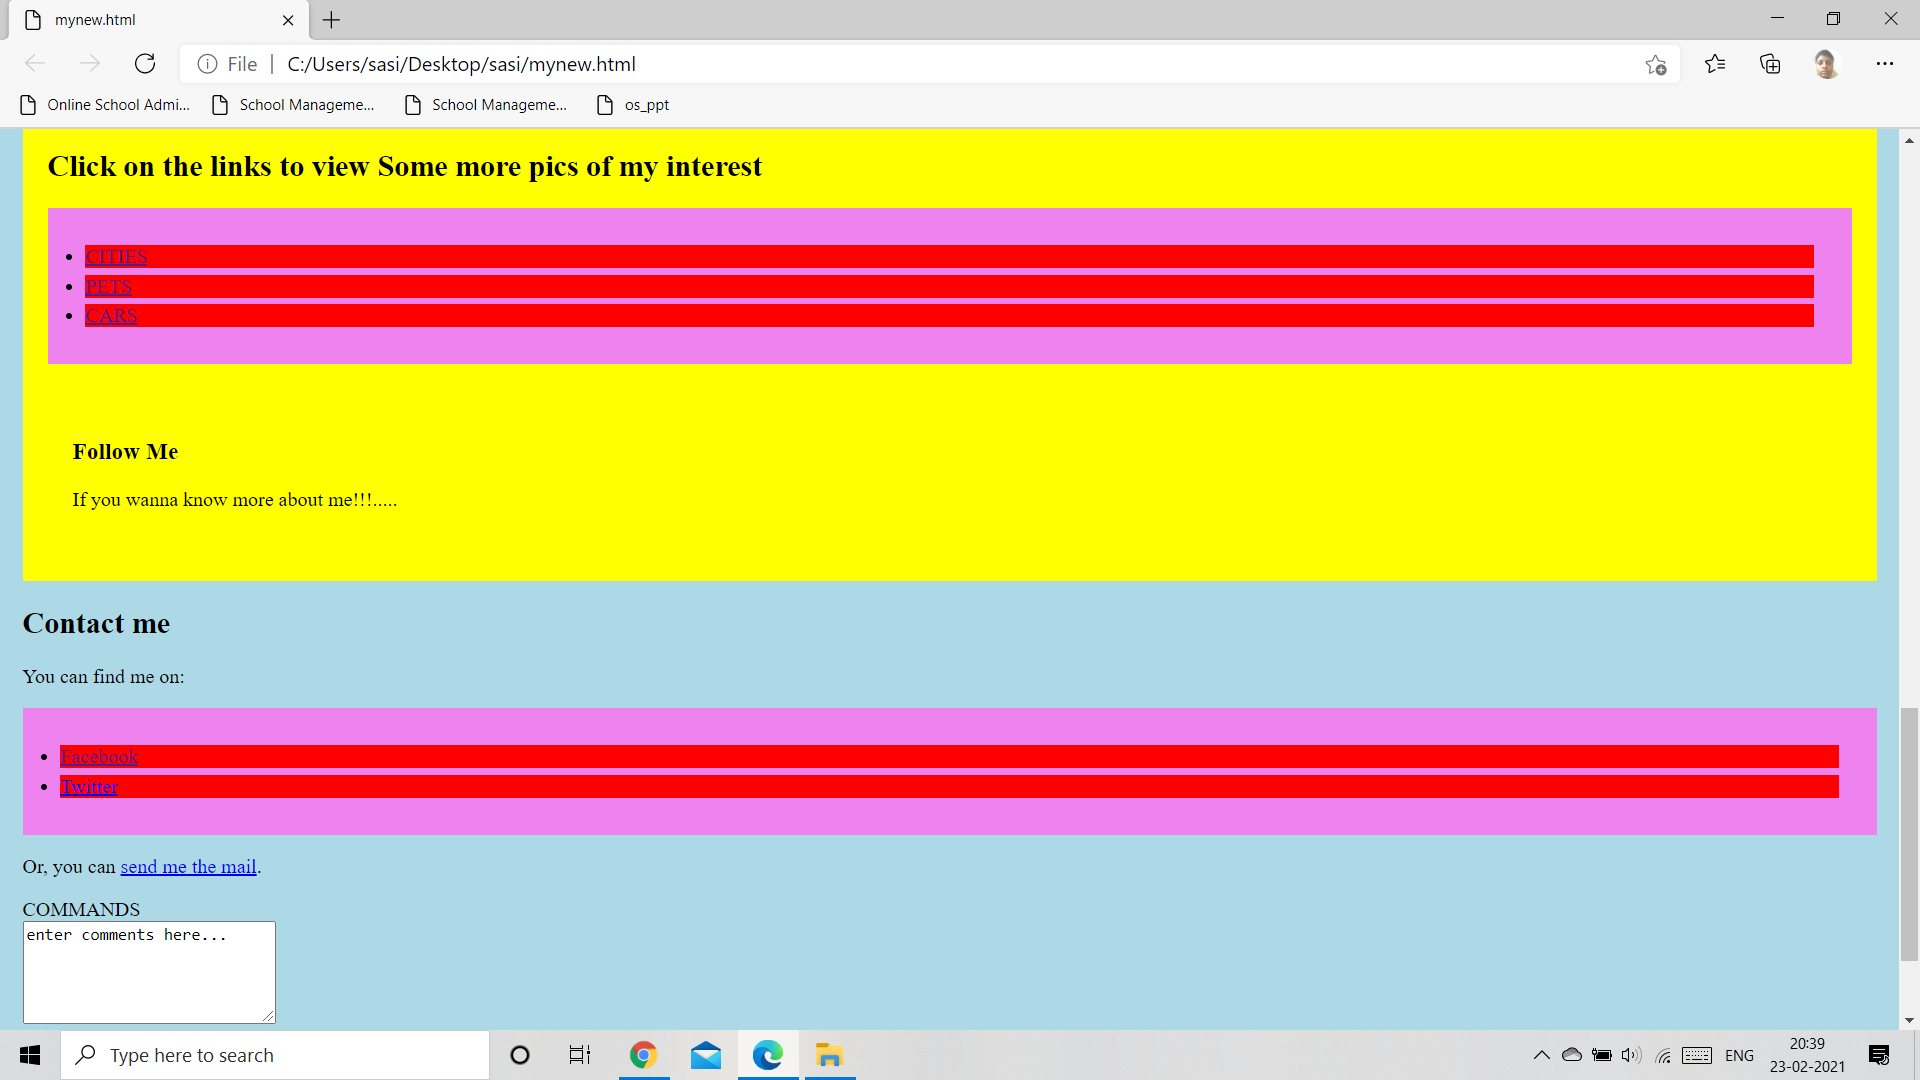 mynew.html
File | C:/Users/sasi/Desktop/sasi/mynew.html
Online School Admi... School Manageme... School Manageme... os_ppt
Click on the links to view Some more pics of my interest
CITIES
PETS
CARS
Follow Me
If you wanna know more about me!!!.....
Contact me
You can find me on:
Facebook
Twitter
Or, you can send me the mail.
COMMANDS
enter comments here...
Type here to search
ENG
20:39
23-02-2021